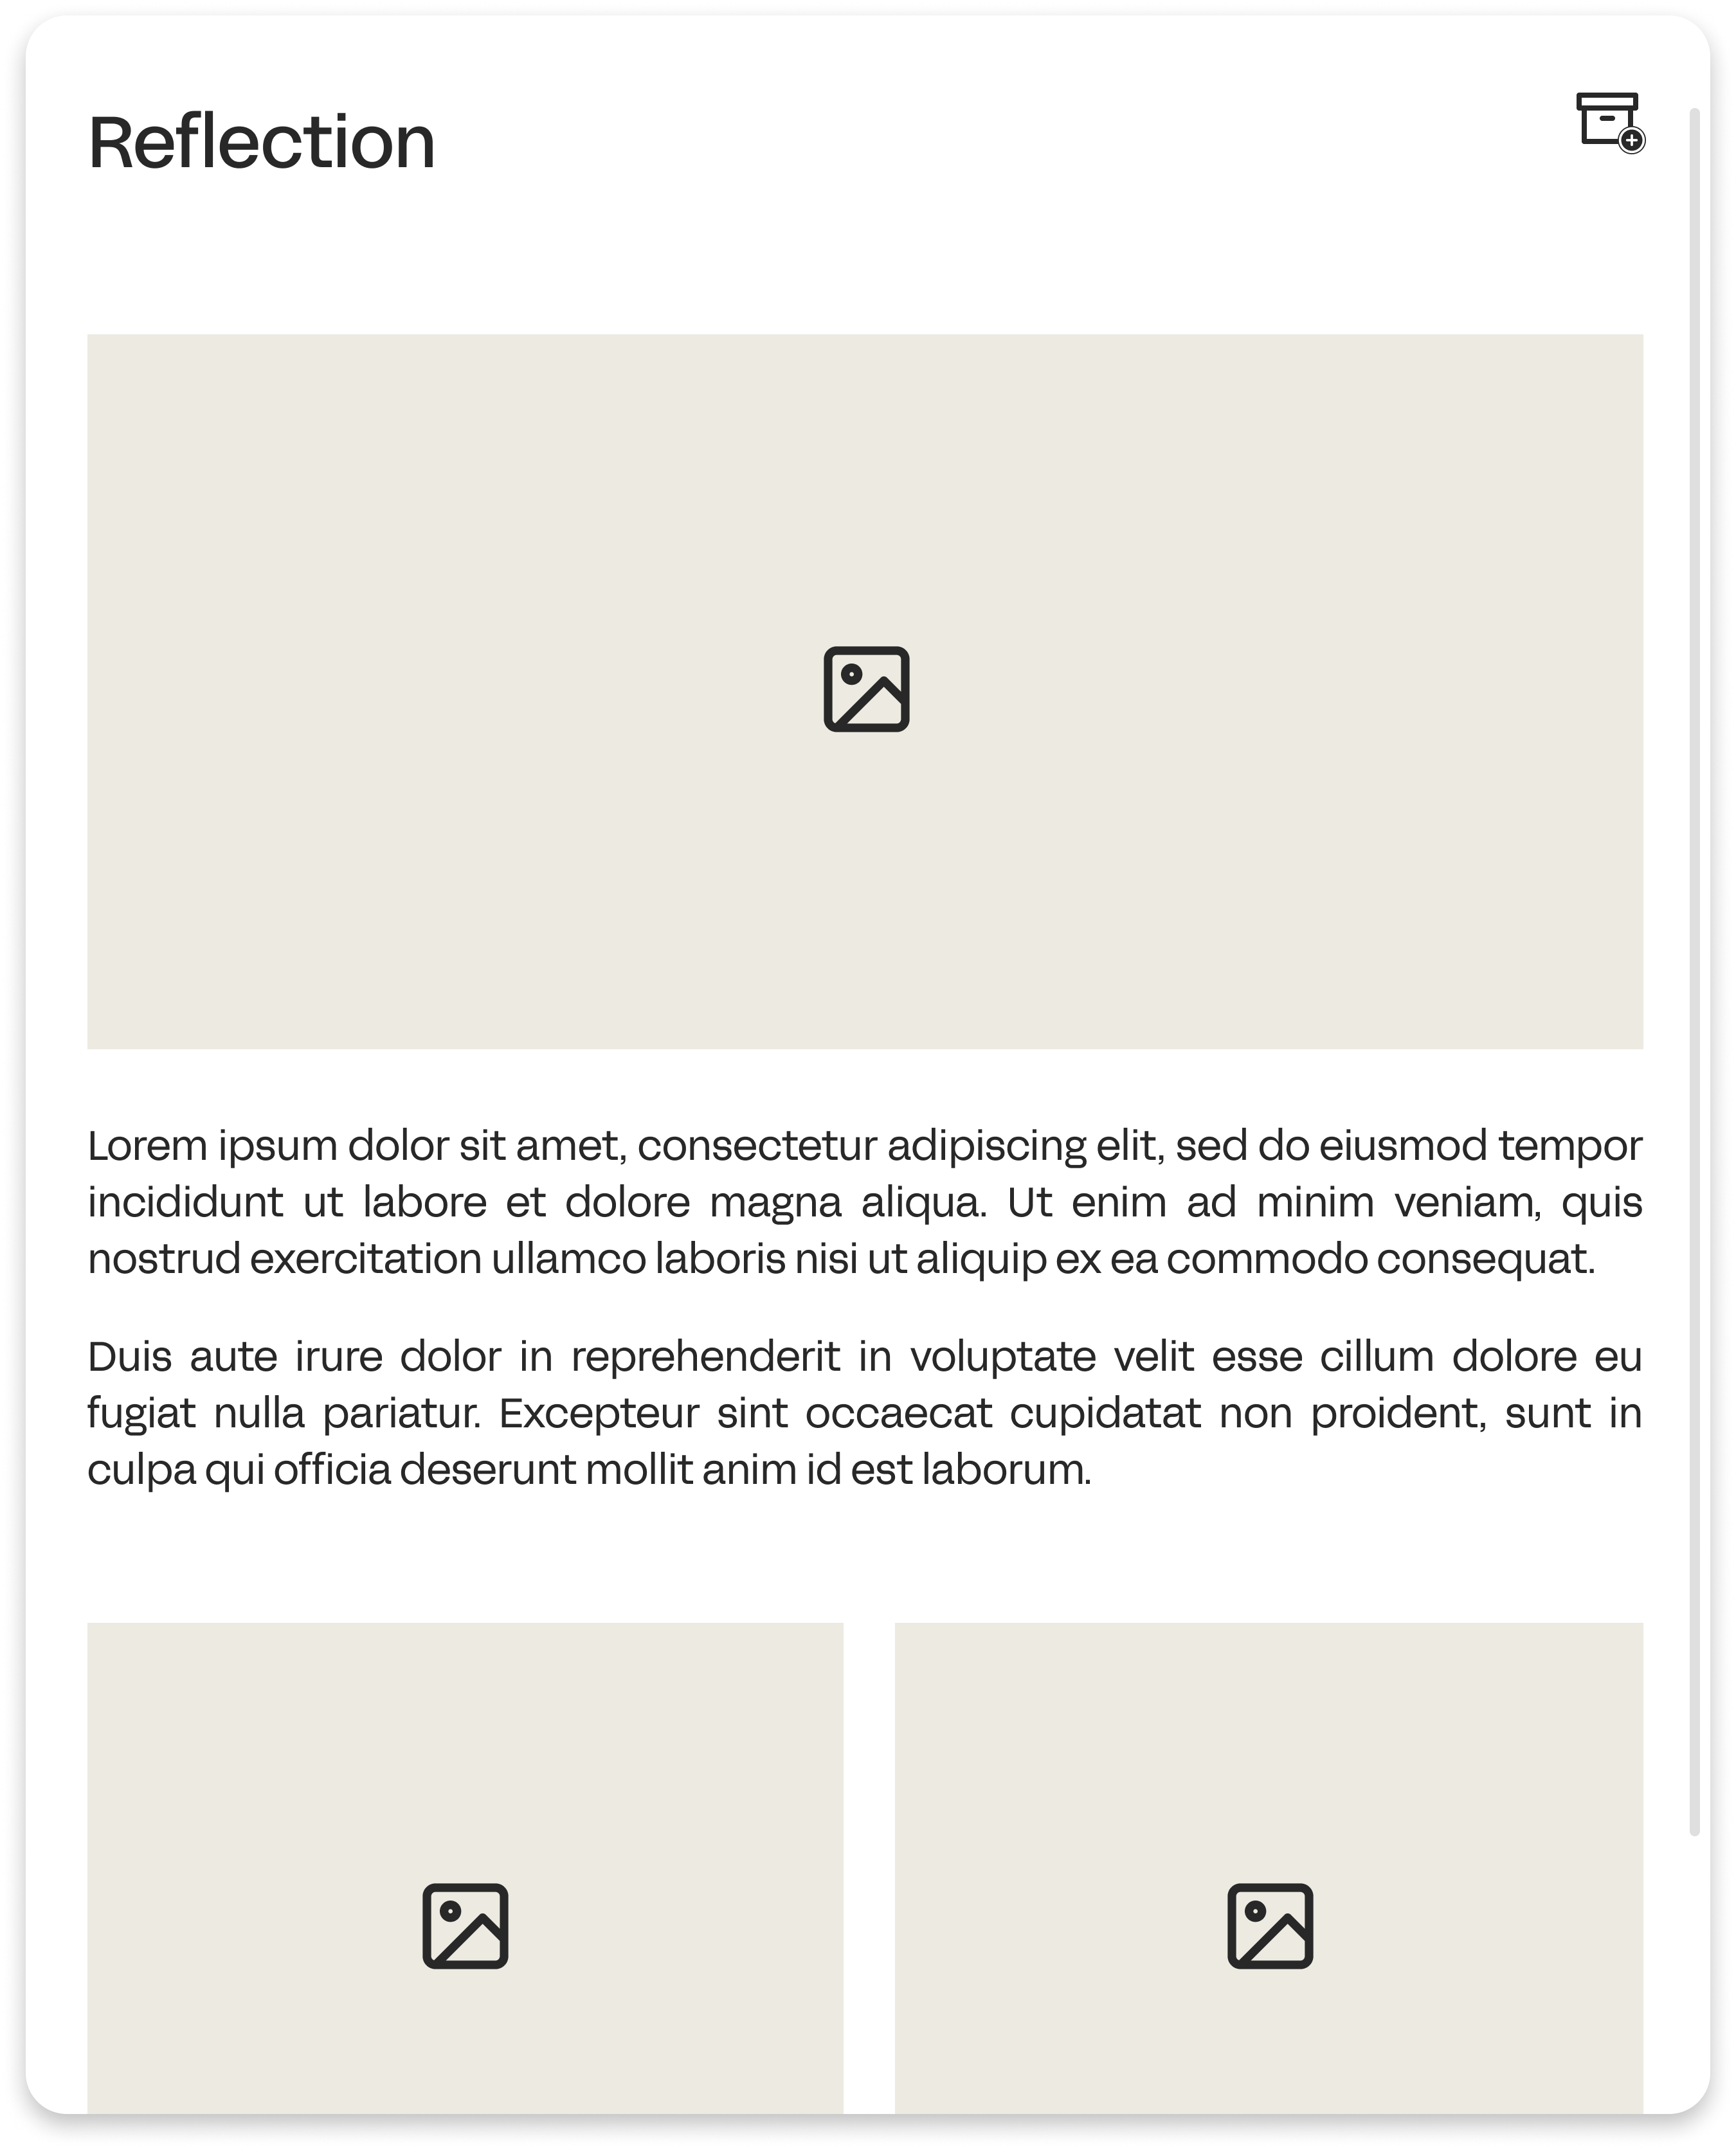 Reflection
Lorem ipsum dolor sit amet, consectetur adipiscing elit, sed do eiusmod tempor
incididunt ut labore et dolore magna aliqua. Ut enim ad minim veniam, quis
nostrud exercitation ullamco laboris nisi ut aliquip ex ea commodo consequat.
Duis aute irure dolor in reprehenderit in voluptate velit esse cillum dolore eu
fugiat nulla pariatur. Excepteur sint occaecat cupidatat non proident, sunt in
culpa qui officia deserunt mollit anim id est laborum.